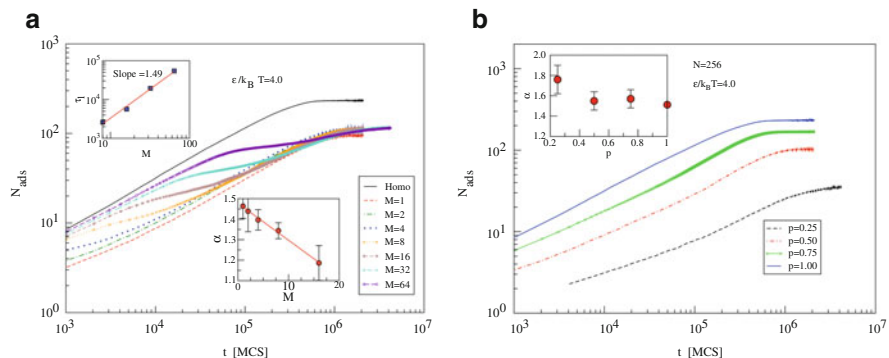 a
N_ads
10^3
10^2
10^1
10^0
10^3
10^4
10^5
10^6
10^7
t [MCS]
Slope =1.49
τ_1
10^5
10^4
10^3
10
100
M
ε/k_B T=4.0
α
1.5
1.4
1.3
1.2
1.1
0
10
20
M
Homo
M=1
M=2
M=4
M=8
M=16
M=32
M=64
b
N_ads
10^3
10^2
10^1
10^0
10^3
10^4
10^5
10^6
10^7
t [MCS]
α
2.0
1.8
1.6
1.4
1.2
0.2
0.4
0.6
0.8
1
p
N=256
ε/k_BT=4.0
p=0.25
p=0.50
p=0.75
p=1.00